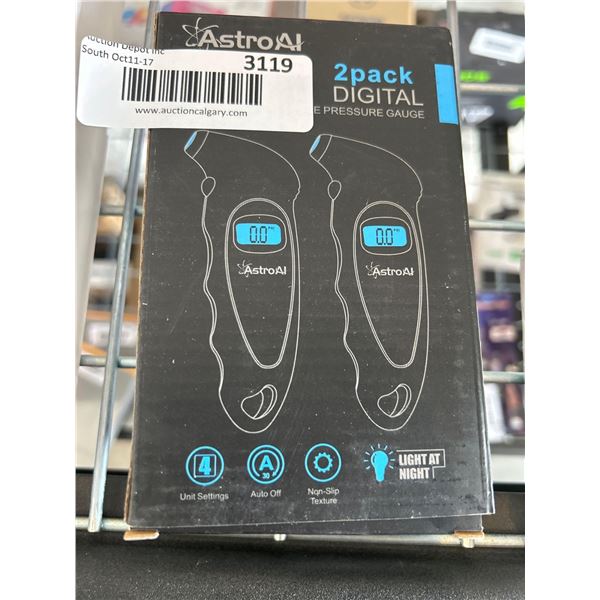 AstroAI
Auction Depot Inc
South Oct11-17
3119
www.auctioncalgary.com
2pack
DIGITAL
E PRESSURE GAUGE
0.0
AstroAI
0.0
AstroAI
4
Unit Settings
A
30
Auto Off
Non-Slip
Texture
LIGHT AT
NIGHT